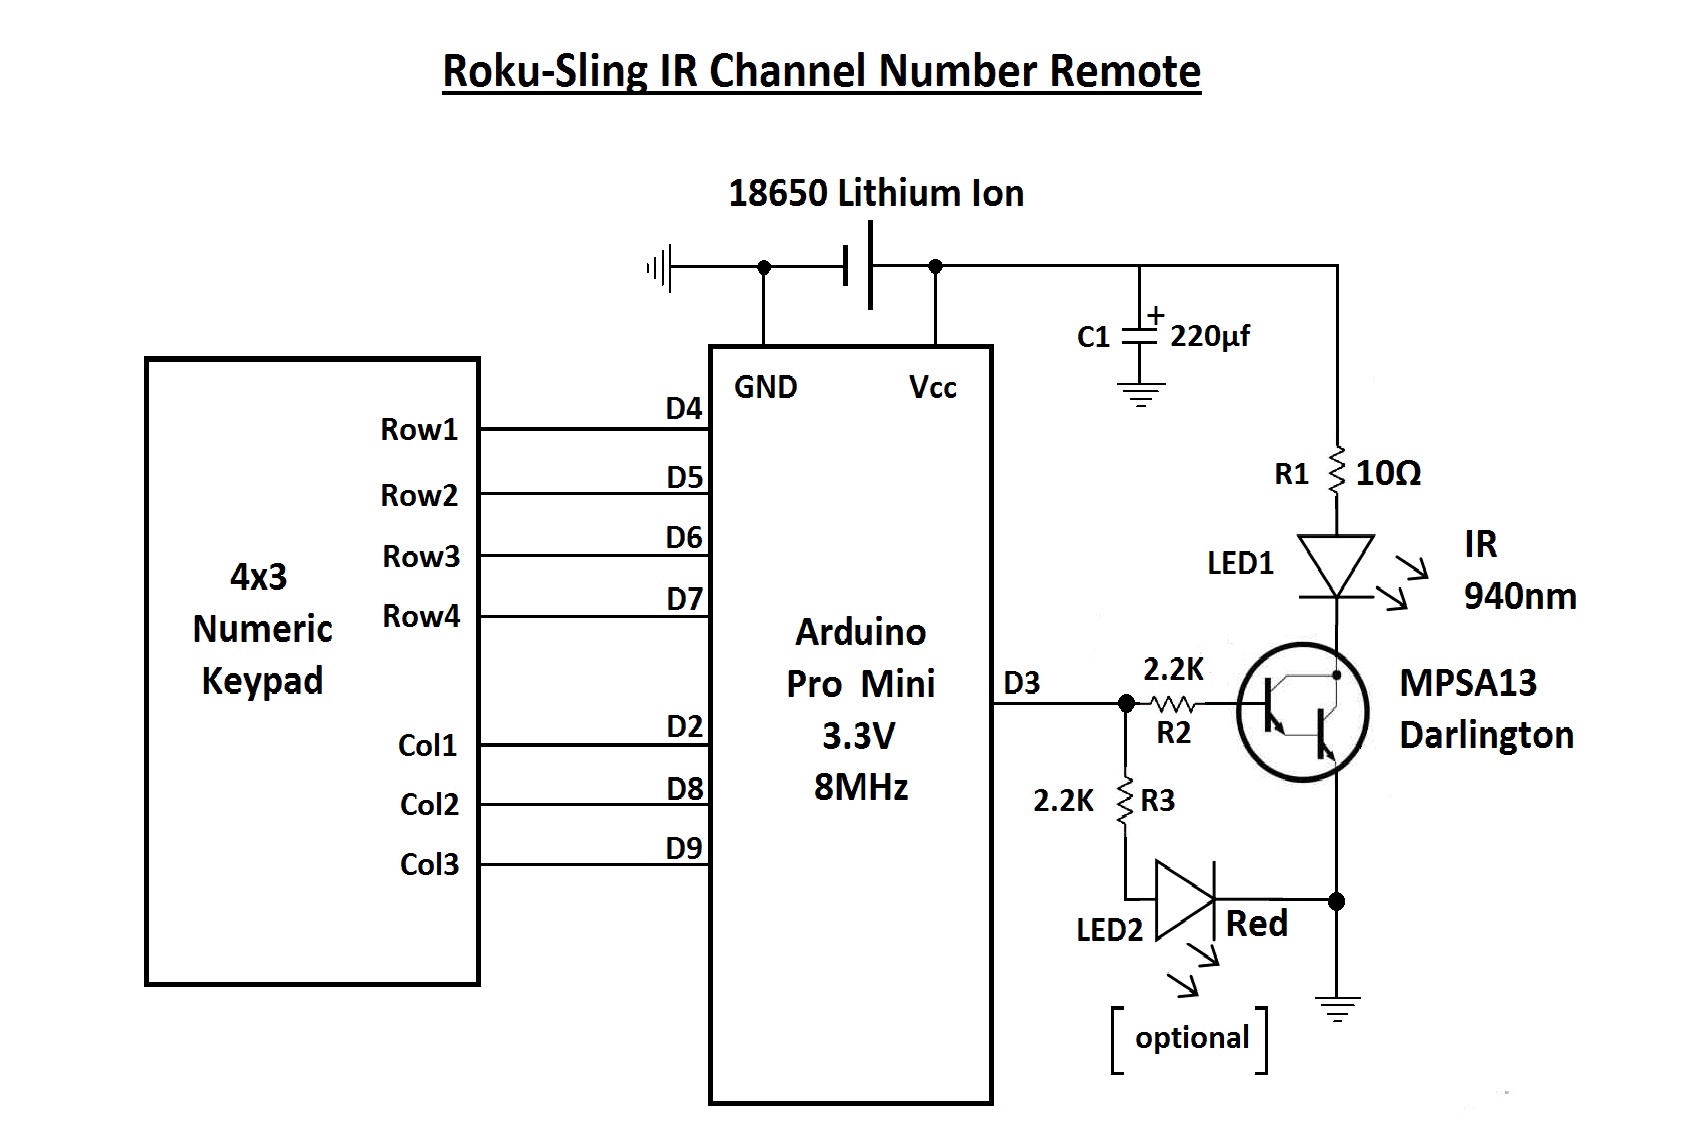 Roku-Sling IR Channel Number Remote
18650 Lithium Ion
C1
+
220µf
GND
Vcc
Row1
D4
Row2
D5
Row3
D6
Row4
D7
4x3
Numeric
Keypad
Col1
D2
Col2
D8
Col3
D9
Arduino
Pro Mini
3.3V
8MHz
R1
10Ω
LED1
IR
940nm
D3
2.2K
R2
MPSA13
Darlington
2.2K
R3
LED2
Red
[optional]